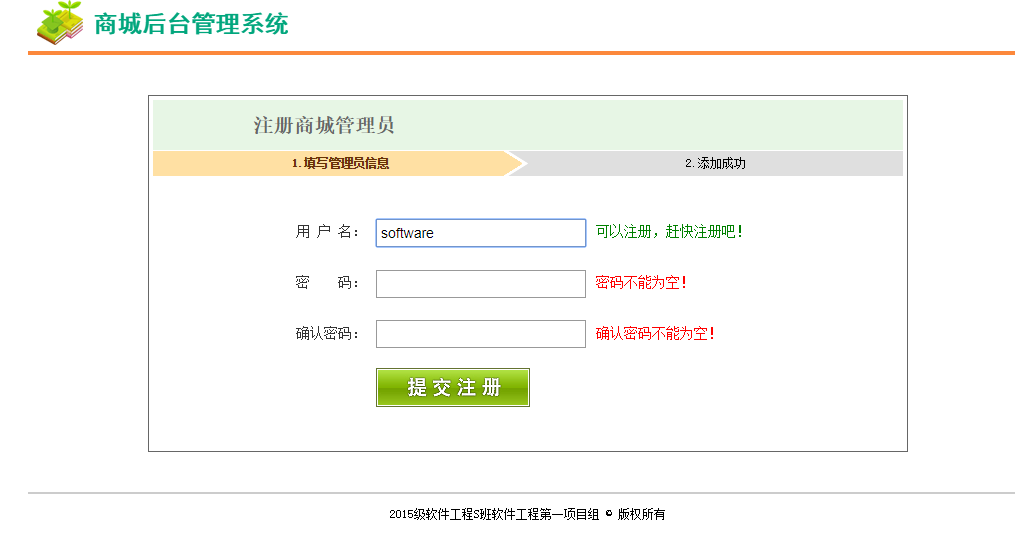 商城后台管理系统
注册商城管理员
1.填写管理员信息 2.添加成功
用 户 名： software 可以注册，赶快注册吧！
密 码： 密码不能为空！
确认密码： 确认密码不能为空！
提交注册
2015级软件工程S班软件工程第一项目组 © 版权所有